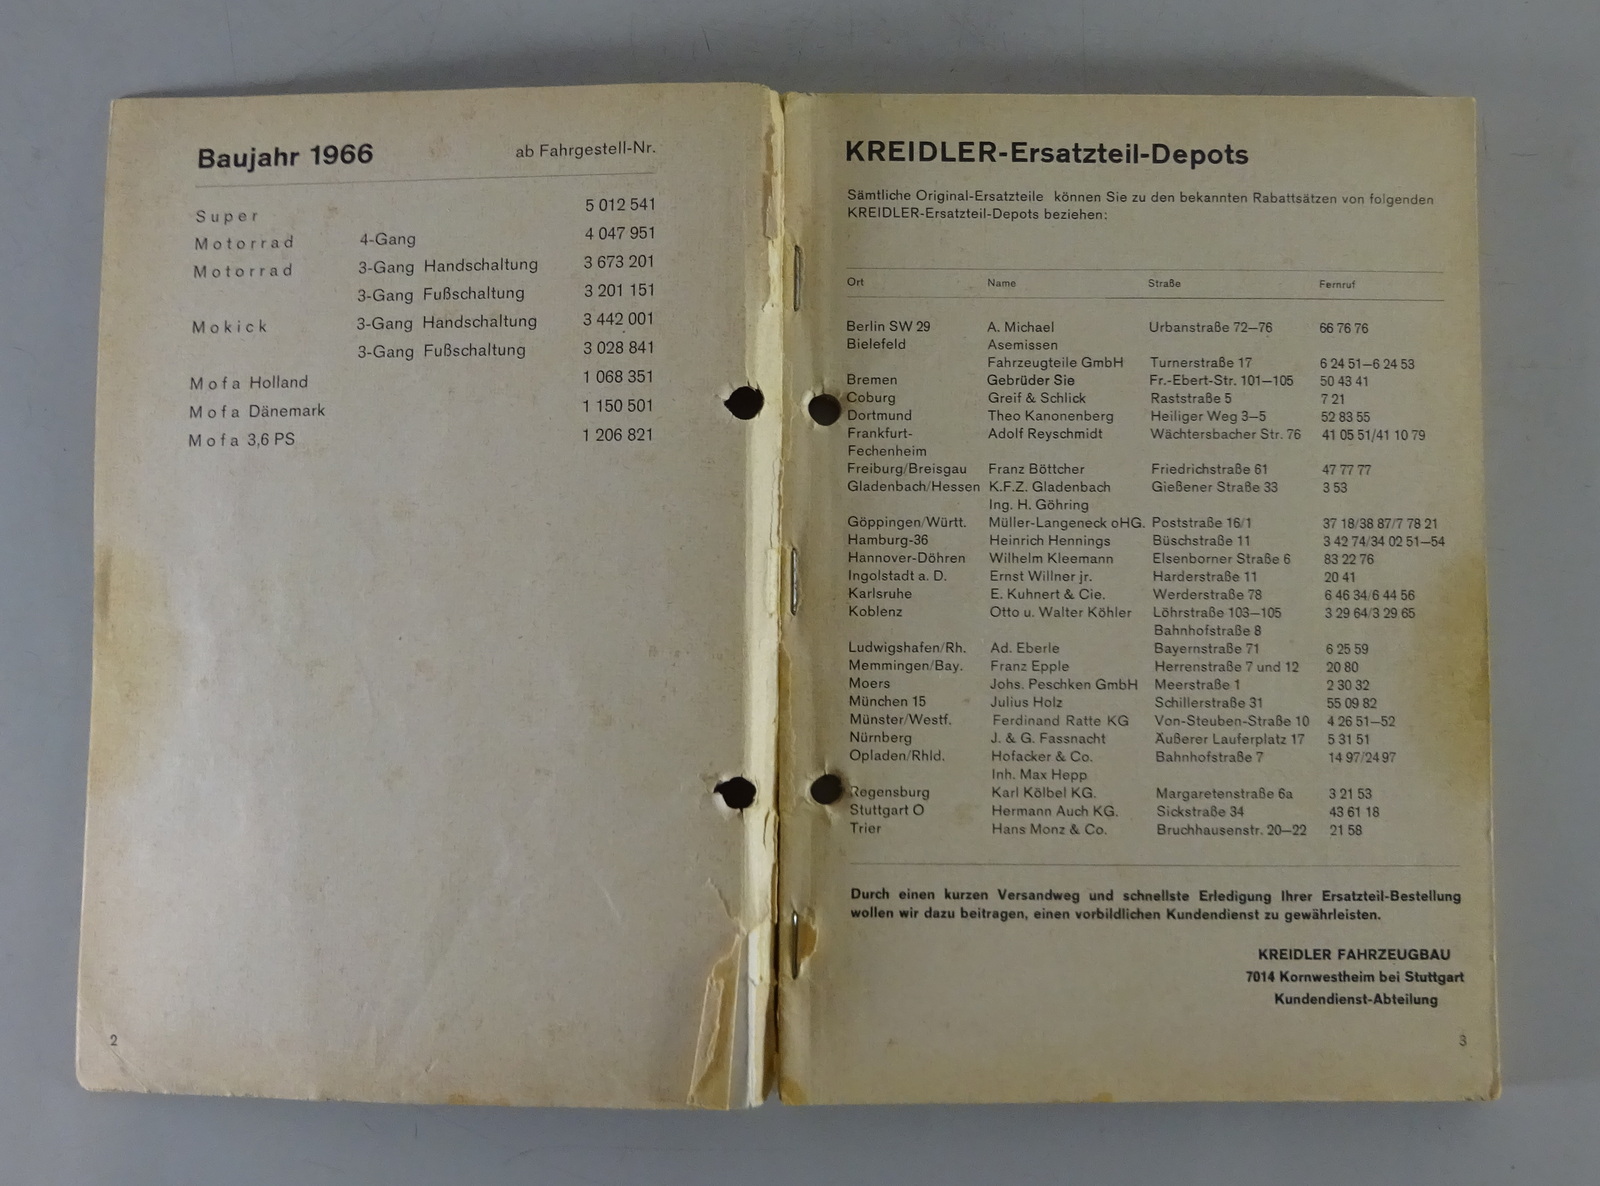 Baujahr 1966 ab Fahrgestell-Nr.
Super 5 012 541
Motorrad 4-Gang 4 047 951
Motorrad 3-Gang Handschaltung 3 673 201
3-Gang Fußschaltung 3 201 151
Mokick 3-Gang Handschaltung 3 442 001
3-Gang Fußschaltung 3 028 841
Mofa Holland 1 068 351
Mofa Dänemark 1 150 501
Mofa 3,6 PS 1 206 821
2
KREIDLER-Ersatzteil-Depots
Sämtliche Original-Ersatzteile können Sie zu den bekannten Rabattsätzen von folgenden
KREIDLER-Ersatzteil-Depots beziehen:
Ort Name Straße Fernruf
Berlin SW 29 A. Michael Urbanstraße 72–76 66 76 76
Bielefeld Asemissen
Fahrzeugteile GmbH Turnerstraße 17 6 24 51–6 24 53
Bremen Gebrüder Sie Fr.-Ebert-Str. 101–105 50 43 41
Coburg Greif & Schlick Raststraße 5 7 21
Dortmund Theo Kanonenberg Heiliger Weg 3–5 52 83 55
Frankfurt- Adolf Reyschmidt Wächtersbacher Str. 76 41 05 51/41 10 79
Fechenheim
Freiburg/Breisgau Franz Böttcher Friedrichstraße 61 47 77 77
Gladenbach/Hessen K.F.Z. Gladenbach Gießener Straße 33 3 53
Ing. H. Göhring
Göppingen/Württ. Müller-Langeneck oHG. Poststraße 16/1 37 18/38 87/7 78 21
Hamburg-36 Heinrich Hennings Büschstraße 11 3 42 74/34 02 51–54
Hannover-Döhren Wilhelm Kleemann Elsenborner Straße 6 83 22 76
Ingolstadt a. D. Ernst Willner jr. Harderstraße 11 20 41
Karlsruhe E. Kuhnert & Cie. Werderstraße 78 6 46 34/6 44 56
Koblenz Otto u. Walter Köhler Löhrstraße 103–105 3 29 64/3 29 65
Bahnhofstraße 8
Ludwigshafen/Rh. Ad. Eberle Bayernstraße 71 6 25 59
Memmingen/Bay. Franz Epple Herrenstraße 7 und 12 20 80
Moers Johs. Peschken GmbH Meerstraße 1 2 30 32
München 15 Julius Holz Schillerstraße 31 55 09 82
Münster/Westf. Ferdinand Ratte KG Von-Steuben-Straße 10 4 26 51–52
Nürnberg J. & G. Fassnacht Äußerer Lauferplatz 17 5 31 51
Opladen/Rhld. Hofacker & Co. Bahnhofstraße 7 14 97/24 97
Inh. Max Hepp
Regensburg Karl Kölbel KG. Margaretenstraße 6a 3 21 53
Stuttgart O Hermann Auch KG. Sickstraße 34 43 61 18
Trier Hans Monz & Co. Bruchhausenstr. 20–22 21 58
Durch einen kurzen Versandweg und schnellste Erledigung Ihrer Ersatzteil-Bestellung
wollen wir dazu beitragen, einen vorbildlichen Kundendienst zu gewährleisten.
KREIDLER FAHRZEUGBAU
7014 Kornwestheim bei Stuttgart
Kundendienst-Abteilung
3